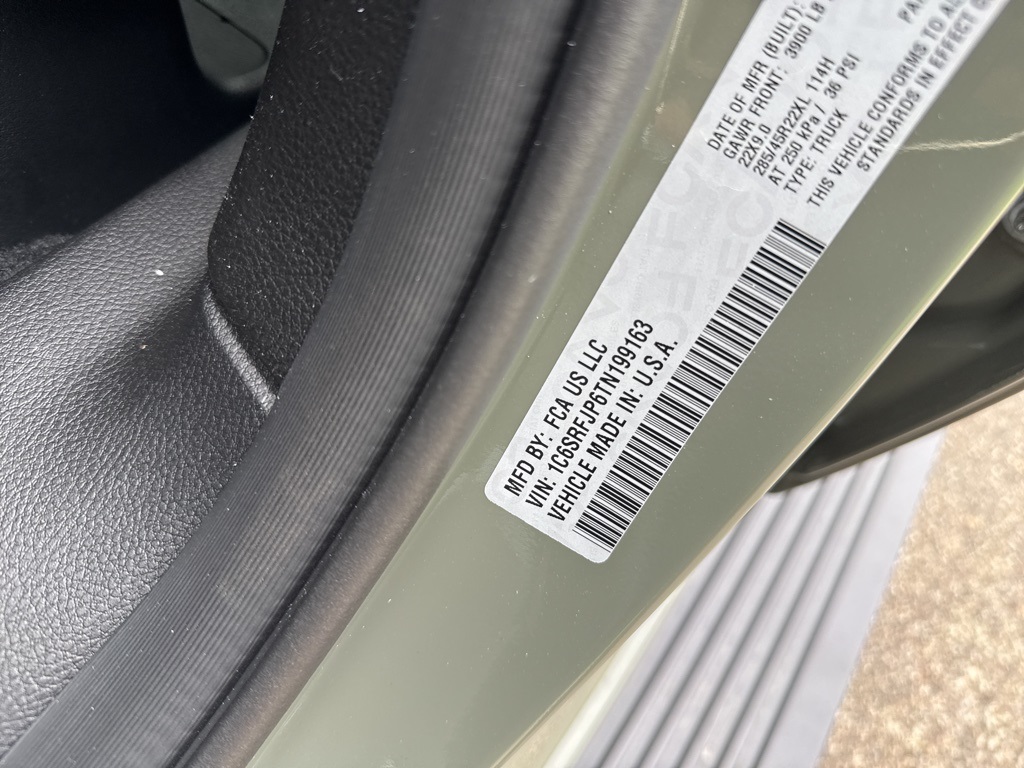 MFD BY: FCA US LLC
VIN: 1C6SRFJP6TN199163
VEHICLE MADE IN: U.S.A.
DATE OF MFR (BUILT):
GAWR FRONT: 3900 LB
22X9.0
285/45R22XL 114H
AT 250 kPa / 36 PSI
TYPE: TRUCK
THIS VEHICLE CONFORMS TO
STANDARDS IN EFFECT